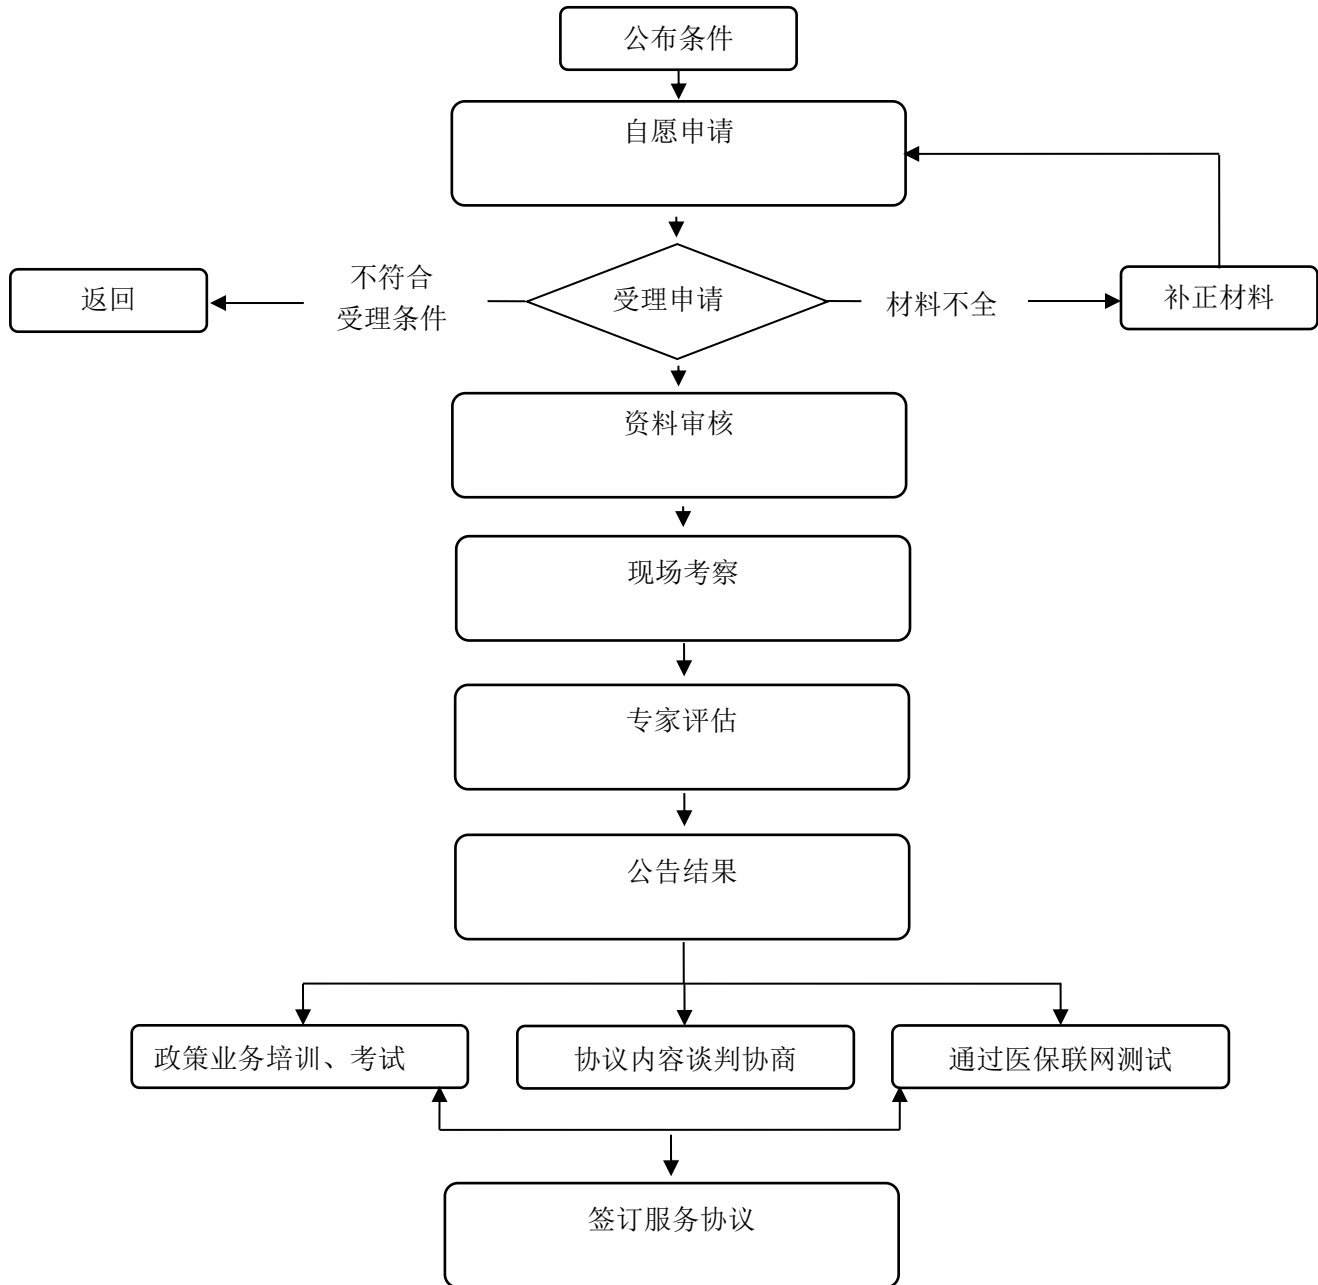 公布条件
自愿申请
不符合
受理条件
返回
受理申请
材料不全
补正材料
资料审核
现场考察
专家评估
公告结果
政策业务培训、考试
协议内容谈判协商
通过医保联网测试
签订服务协议